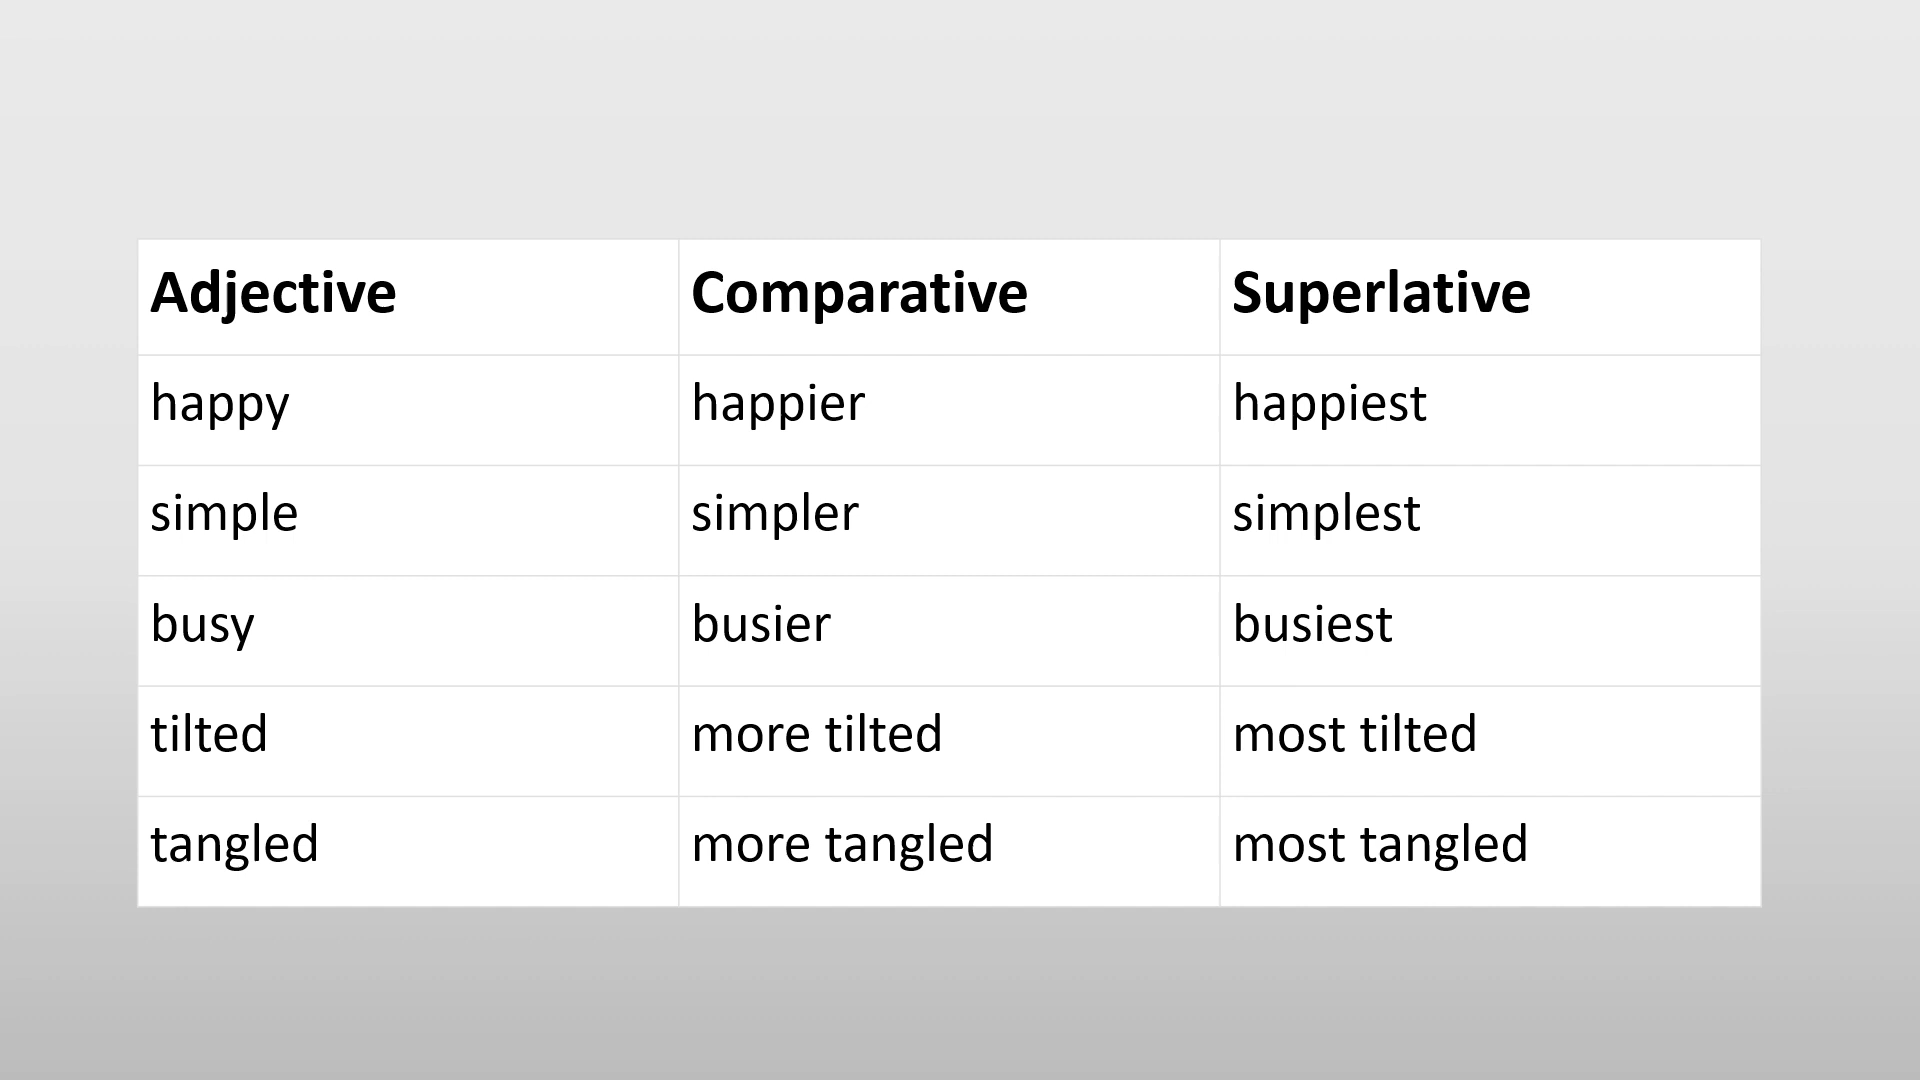 Adjective Comparative Superlative
happy happier happiest
simple simpler simplest
busy busier busiest
tilted more tilted most tilted
tangled more tangled most tangled